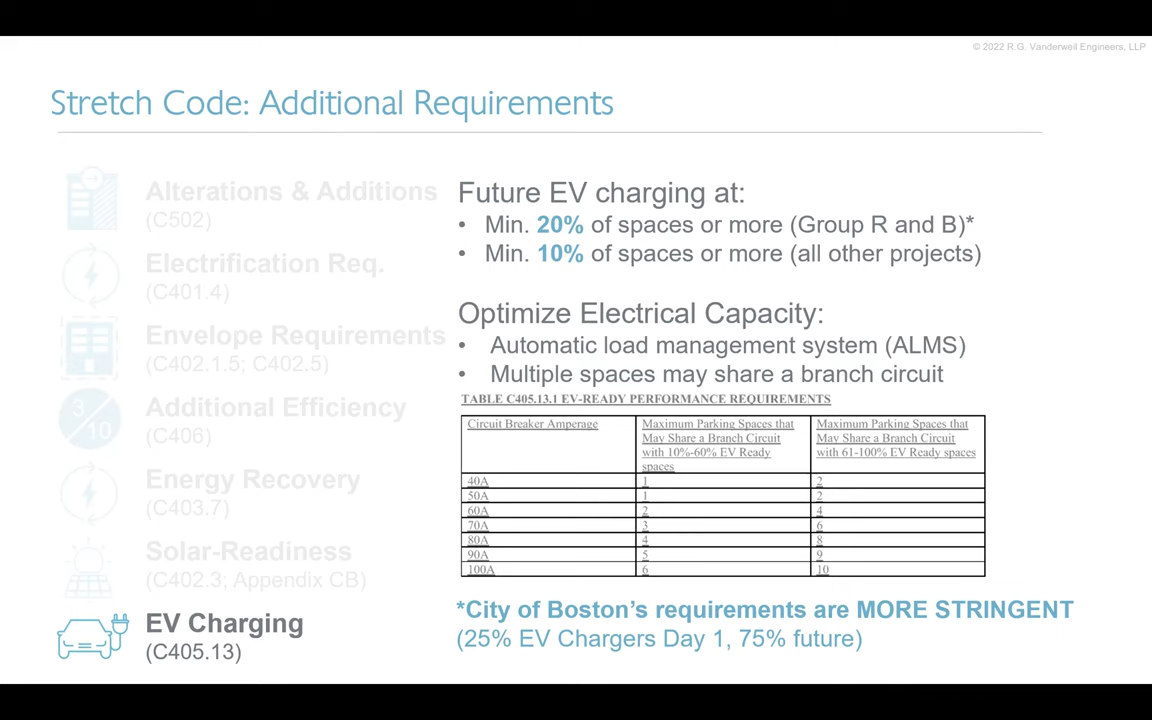 © 2022 R.G. Vanderweil Engineers, LLP
Stretch Code: Additional Requirements
Alterations & Additions
(C502)
Electrification Req.
(C401.4)
Envelope Requirements
(C402.1.5; C402.5)
3/10
Additional Efficiency
(C406)
Energy Recovery
(C403.7)
Solar-Readiness
(C402.3; Appendix CB)
EV Charging
(C405.13)
Future EV charging at:
• Min. 20% of spaces or more (Group R and B)*
• Min. 10% of spaces or more (all other projects)
Optimize Electrical Capacity:
• Automatic load management system (ALMS)
• Multiple spaces may share a branch circuit
TABLE C405.13.1 EV-READY PERFORMANCE REQUIREMENTS
Circuit Breaker Amperage
Maximum Parking Spaces that
May Share a Branch Circuit
with 10%-60% EV Ready
spaces
Maximum Parking Spaces that
May Share a Branch Circuit
with 61-100% EV Ready spaces
40A 1 2
50A 1 2
60A 2 4
70A 3 6
80A 4 8
90A 5 9
100A 6 10
*City of Boston’s requirements are MORE STRINGENT
(25% EV Chargers Day 1, 75% future)